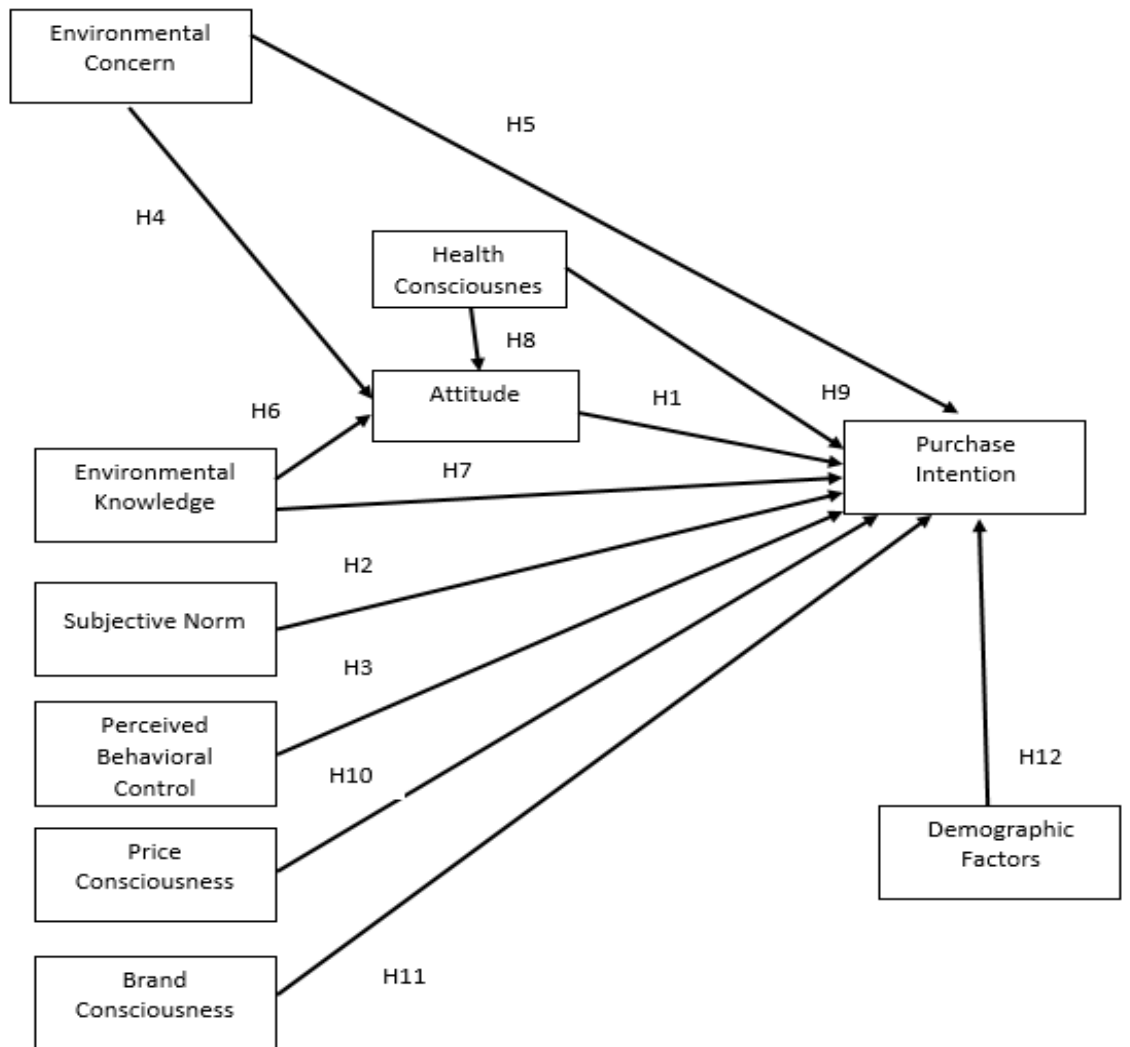 Environmental
Concern
H5
H4
Health
Consciousnes
H8
Attitude
H1
H9
H6
Purchase
Intention
Environmental
Knowledge
H7
H2
Subjective Norm
H3
Perceived
Behavioral
Control
H10
H12
Demographic
Factors
Price
Consciousness
Brand
Consciousness
H11